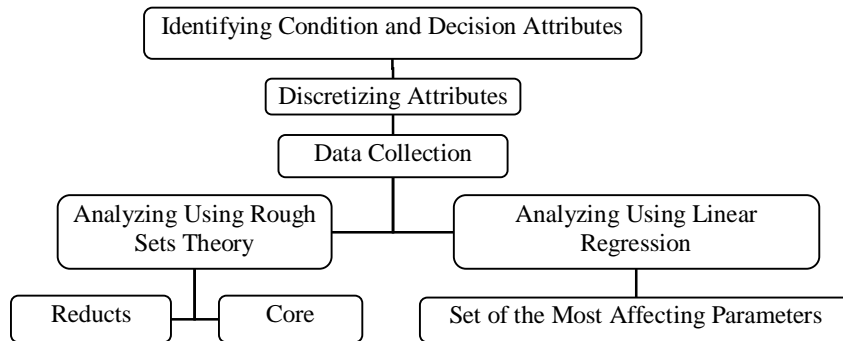 Identifying Condition and Decision Attributes
Discretizing Attributes
Data Collection
Analyzing Using Rough
Sets Theory
Analyzing Using Linear
Regression
Reducts
Core
Set of the Most Affecting Parameters